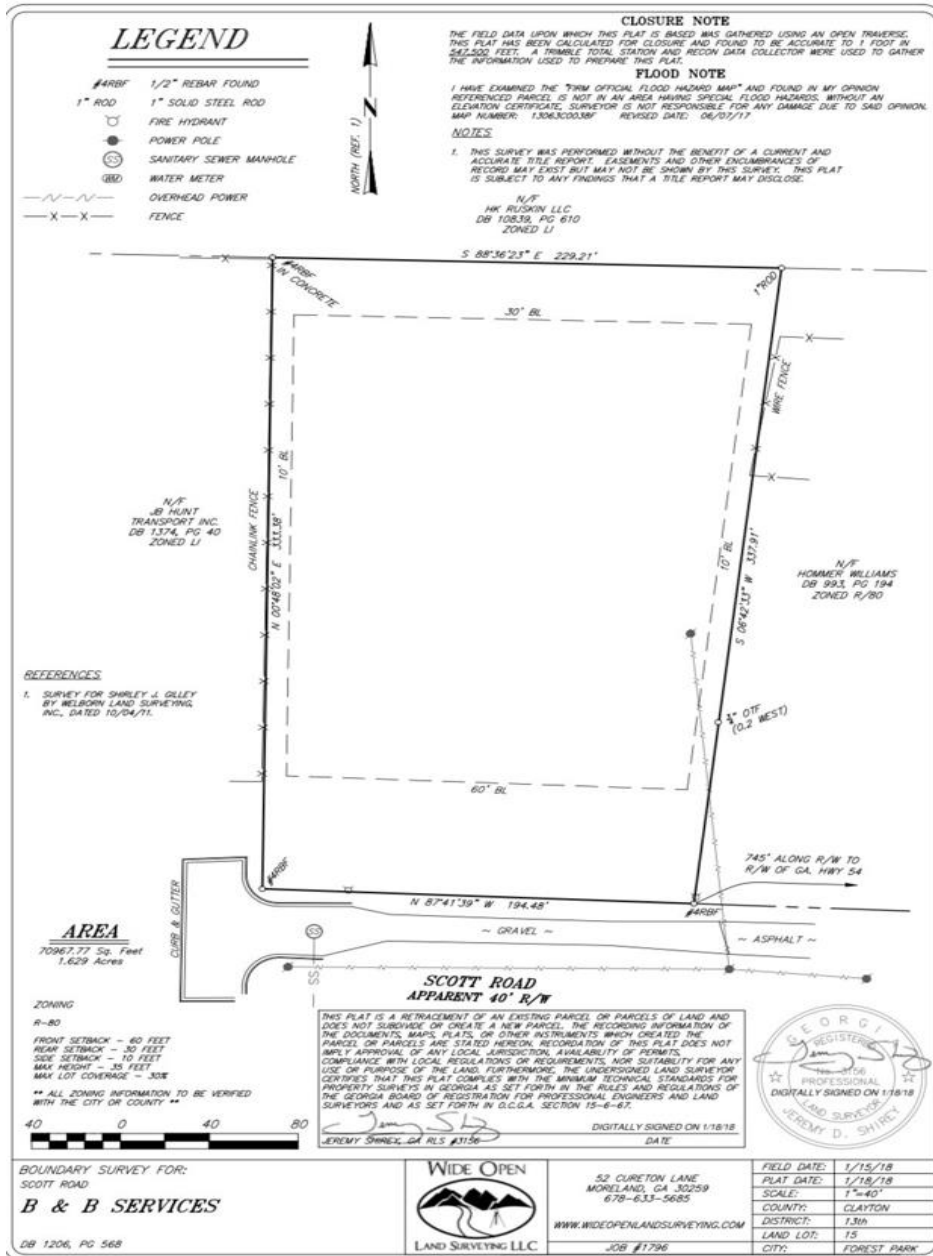 LEGEND
#4RBF 1/2" REBAR FOUND
1" ROD 1" SOLID STEEL ROD
FIRE HYDRANT
POWER POLE
SS SANITARY SEWER MANHOLE
WM WATER METER
OVERHEAD POWER
X X FENCE
N
NORTH (REF. 1)
CLOSURE NOTE
THE FIELD DATA UPON WHICH THIS PLAT IS BASED WAS GATHERED USING AN OPEN TRAVERSE.
THIS PLAT HAS BEEN CALCULATED FOR CLOSURE AND FOUND TO BE ACCURATE TO 1 FOOT IN
547,500 FEET. A TRIMBLE TOTAL STATION AND RECON DATA COLLECTOR WERE USED TO GATHER
THE INFORMATION USED TO PREPARE THIS PLAT.
FLOOD NOTE
I HAVE EXAMINED THE "FIRM OFFICIAL FLOOD HAZARD MAP" AND FOUND IN MY OPINION
REFERENCED PARCEL IS NOT IN AN AREA HAVING SPECIAL FLOOD HAZARDS. WITHOUT AN
ELEVATION CERTIFICATE, SURVEYOR IS NOT RESPONSIBLE FOR ANY DAMAGE DUE TO SAID OPINION.
MAP NUMBER: 13063C0038F REVISED DATE: 06/07/17
NOTES
1. THIS SURVEY WAS PERFORMED WITHOUT THE BENEFIT OF A CURRENT AND
ACCURATE TITLE REPORT. EASEMENTS AND OTHER ENCUMBRANCES OF
RECORD MAY EXIST BUT MAY NOT BE SHOWN BY THIS SURVEY. THIS PLAT
IS SUBJECT TO ANY FINDINGS THAT A TITLE REPORT MAY DISCLOSE.
N/F
HK RUSKIN LLC
DB 10839, PG 610
ZONED LI
S 88°36'23" E 229.21'
#4RBF
IN CONCRETE
1"ROD
30' BL
WIRE FENCE
10' BL
CHAINLINK FENCE
N 00°48'02" E 333.38'
N/F
JB HUNT
TRANSPORT INC.
DB 1374, PG 40
ZONED LI
10' BL
S 06°42'33" W 337.91'
N/F
HOMMER WILLIAMS
DB 993, PG 194
ZONED R/80
REFERENCES
1. SURVEY FOR SHIRLEY J. GILLEY
BY WELBORN LAND SURVEYING,
INC., DATED 10/04/11.
OTF
(0.2 WEST)
60' BL
745' ALONG R/W TO
R/W OF GA. HWY 54
#4RBF
N 87°41'39" W 194.48'
#4RBF
CURB & GUTTER
~ GRAVEL ~
~ ASPHALT ~
SS
SS
AREA
70967.77 Sq. Feet
1.629 Acres
SCOTT ROAD
APPARENT 40' R/W
ZONING
R-80
FRONT SETBACK - 60 FEET
REAR SETBACK - 30 FEET
SIDE SETBACK - 10 FEET
MAX HEIGHT - 35 FEET
MAX LOT COVERAGE - 30%
** ALL ZONING INFORMATION TO BE VERIFIED
WITH THE CITY OR COUNTY **
40 0 40 80
THIS PLAT IS A RETRACEMENT OF AN EXISTING PARCEL OR PARCELS OF LAND AND
DOES NOT SUBDIVIDE OR CREATE A NEW PARCEL. THE RECORDING INFORMATION OF
THE DOCUMENTS, MAPS, PLATS, OR OTHER INSTRUMENTS WHICH CREATED THE
PARCEL OR PARCELS ARE STATED HEREON. RECORDATION OF THIS PLAT DOES NOT
IMPLY APPROVAL OF ANY LOCAL JURISDICTION, AVAILABILITY OF PERMITS,
COMPLIANCE WITH LOCAL REGULATIONS OR REQUIREMENTS, NOR SUITABILITY FOR ANY
USE OR PURPOSE OF THE LAND. FURTHERMORE, THE UNDERSIGNED LAND SURVEYOR
CERTIFIES THAT THIS PLAT COMPLIES WITH THE MINIMUM TECHNICAL STANDARDS FOR
PROPERTY SURVEYS IN GEORGIA AS SET FORTH IN THE RULES AND REGULATIONS OF
THE GEORGIA BOARD OF REGISTRATION FOR PROFESSIONAL ENGINEERS AND LAND
SURVEYORS AND AS SET FORTH IN O.C.G.A. SECTION 15-6-67.
DIGITALLY SIGNED ON 1/18/18
JEREMY SHIREY, GA RLS #3156 DATE
GEORGIA
REGISTERED
No. 3156
PROFESSIONAL
DIGITALLY SIGNED ON 1/18/18
LAND SURVEYOR
JEREMY D. SHIREY
BOUNDARY SURVEY FOR:
SCOTT ROAD
B & B SERVICES
DB 1206, PG 568
WIDE OPEN
LAND SURVEYING LLC
52 CURETON LANE
MORELAND, GA 30259
678-633-5685
WWW.WIDEOPENLANDSURVEYING.COM
JOB #1796
FIELD DATE: 1/15/18
PLAT DATE: 1/18/18
SCALE: 1"=40'
COUNTY: CLAYTON
DISTRICT: 13th
LAND LOT: 15
CITY: FOREST PARK